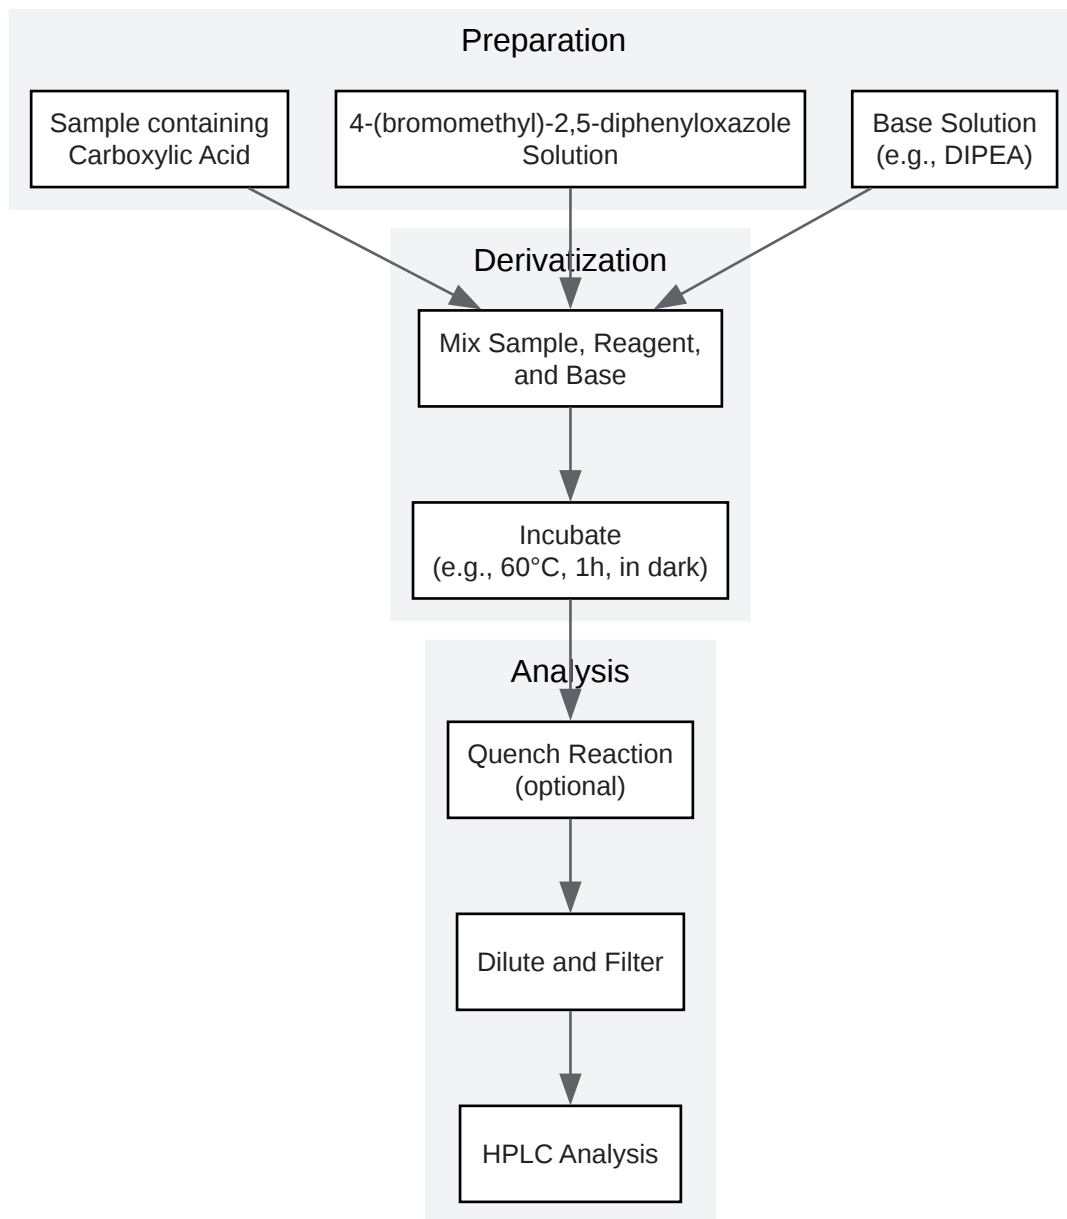 Preparation
Sample containing
Carboxylic Acid
4-(bromomethyl)-2,5-diphenyloxazole
Solution
Base Solution
(e.g., DIPEA)
Derivatization
Mix Sample, Reagent,
and Base
Incubate
(e.g., 60°C, 1h, in dark)
Analysis
Quench Reaction
(optional)
Dilute and Filter
HPLC Analysis